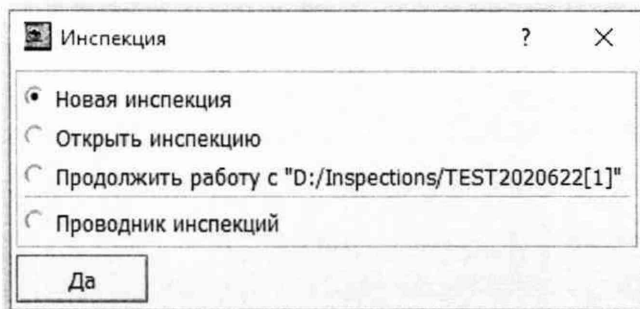 Инспекция ?
Новая инспекция
Открыть инспекцию
Продолжить работу с "D:/Inspections/TEST2020622[1]"
Проводник инспекций
Да